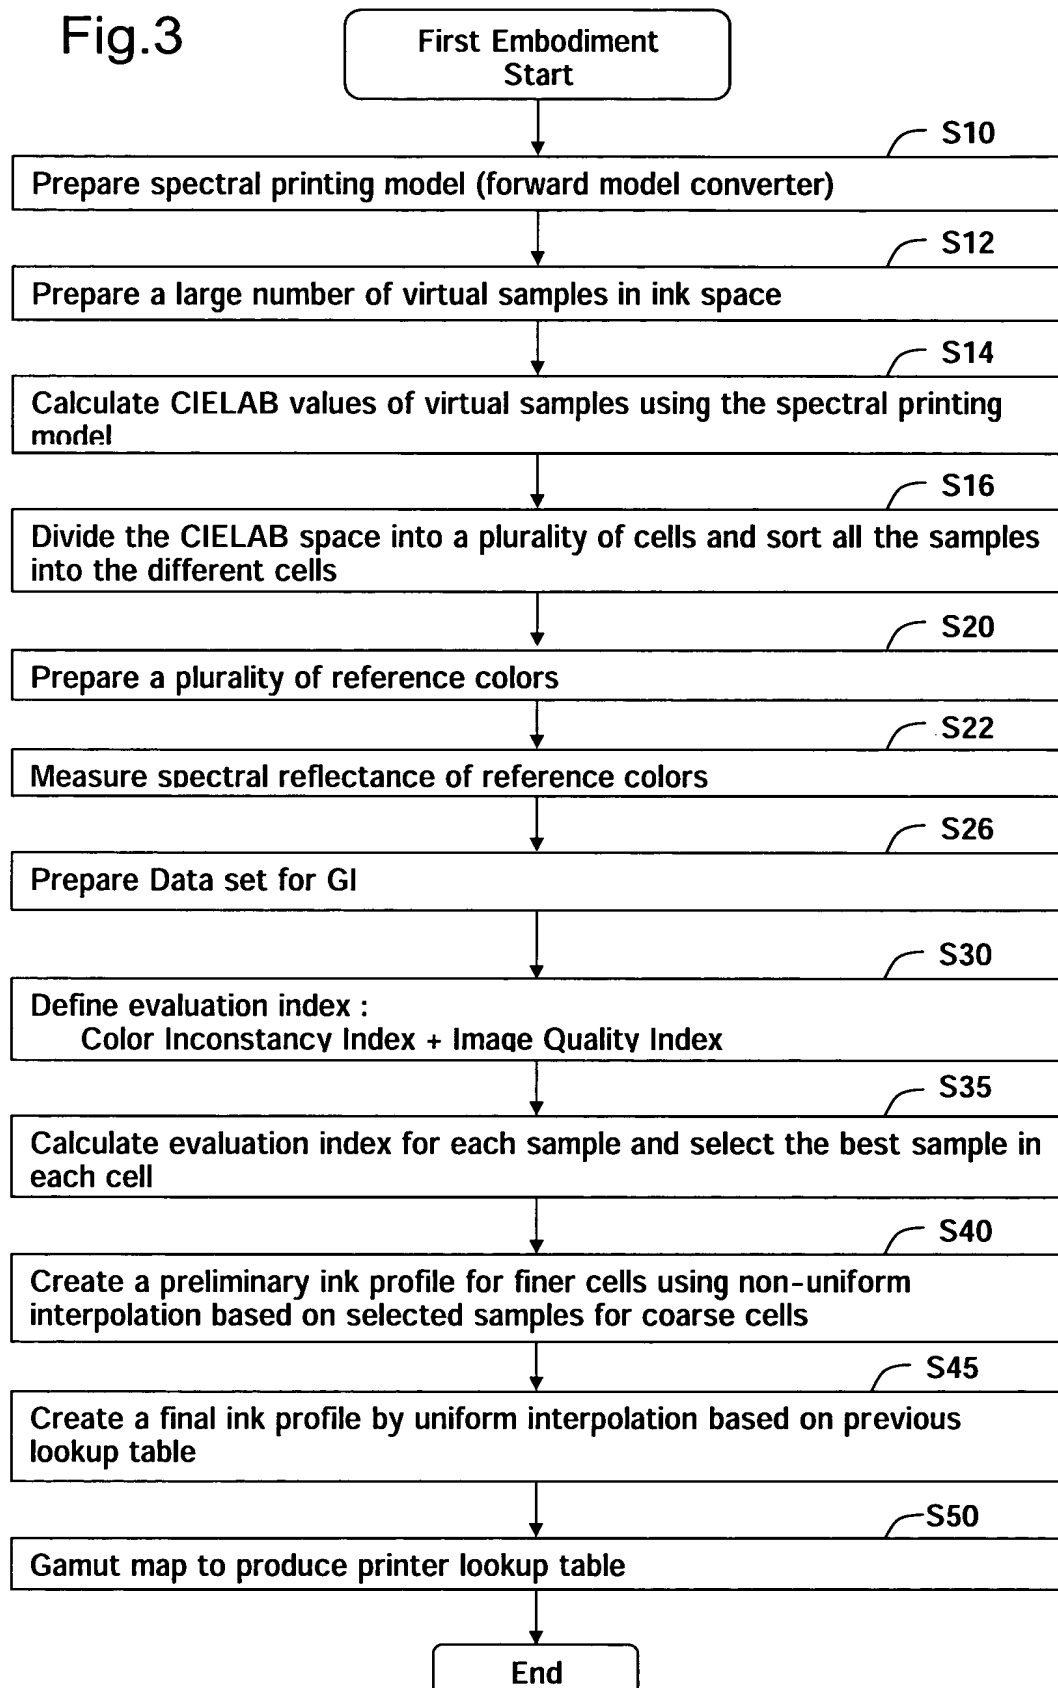 Fig.3
First Embodiment
Start
S10
Prepare spectral printing model (forward model converter)
S12
Prepare a large number of virtual samples in ink space
S14
Calculate CIELAB values of virtual samples using the spectral printing
model
S16
Divide the CIELAB space into a plurality of cells and sort all the samples
into the different cells
S20
Prepare a plurality of reference colors
S22
Measure spectral reflectance of reference colors
S26
Prepare Data set for GI
S30
Define evaluation index :
Color Inconstancy Index + Image Quality Index
S35
Calculate evaluation index for each sample and select the best sample in
each cell
S40
Create a preliminary ink profile for finer cells using non-uniform
interpolation based on selected samples for coarse cells
S45
Create a final ink profile by uniform interpolation based on previous
lookup table
S50
Gamut map to produce printer lookup table
End